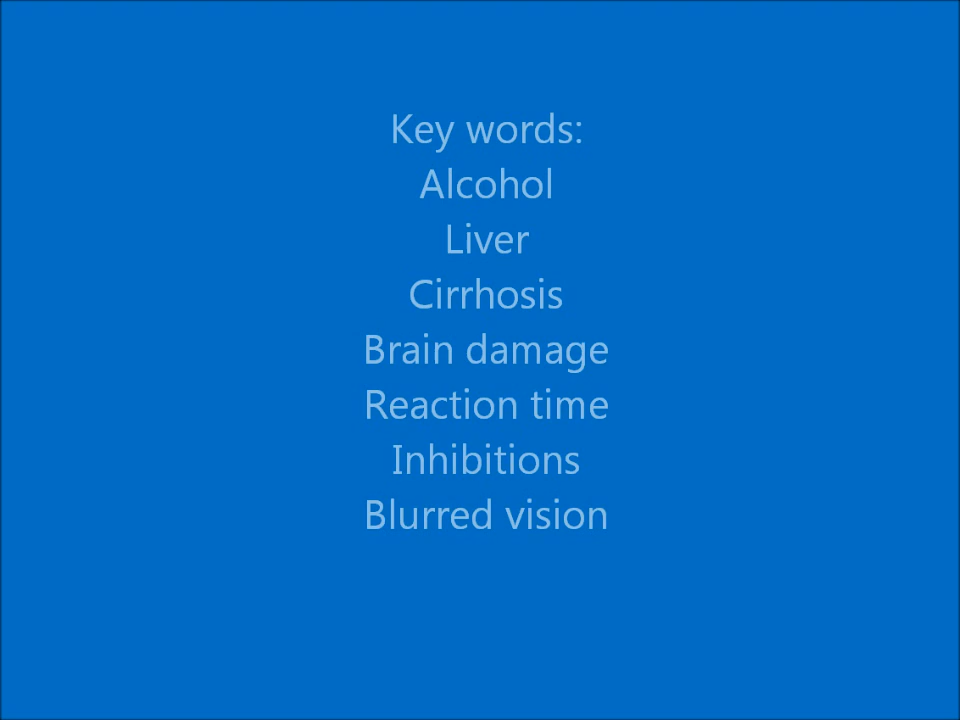 Key words:
Alcohol
Liver
Cirrhosis
Brain damage
Reaction time
Inhibitions
Blurred vision